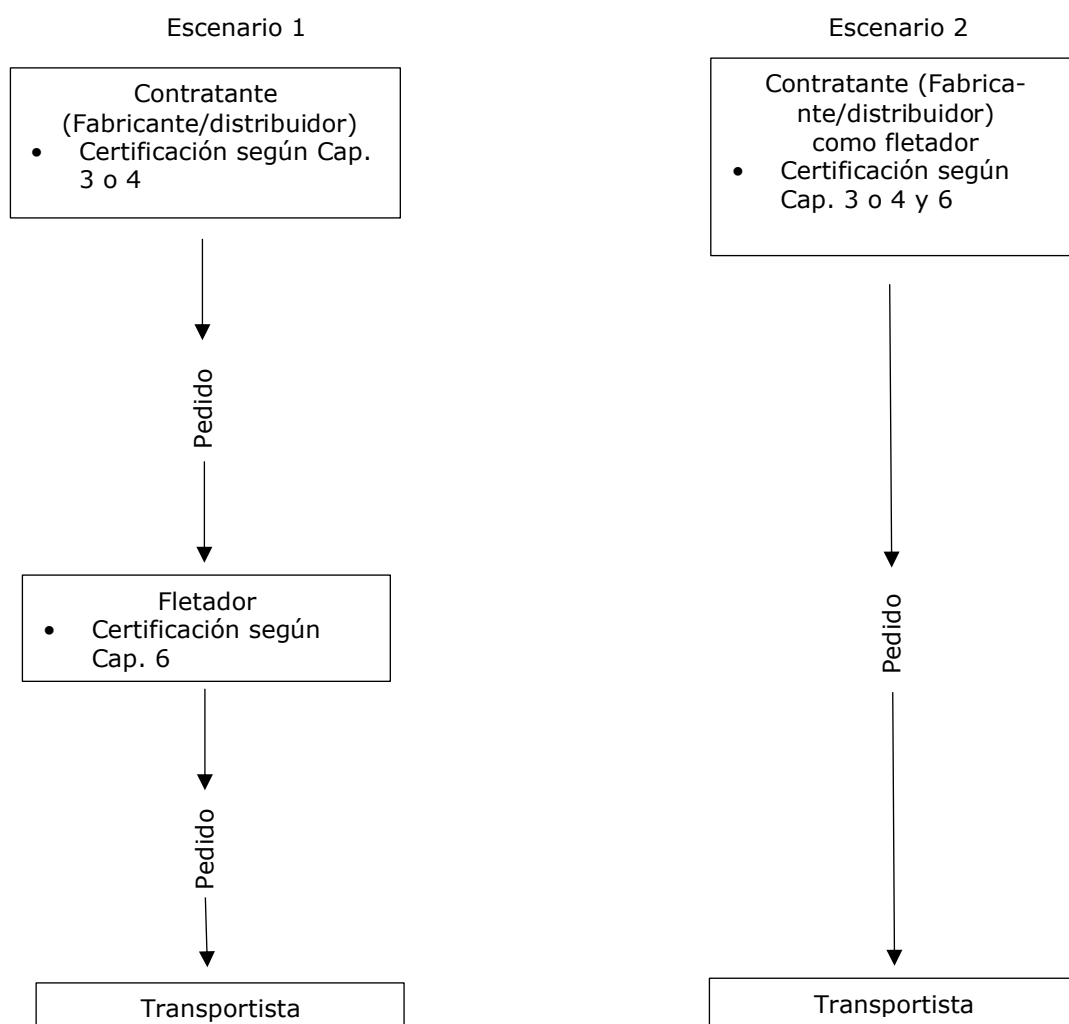 Escenario 1
Contratante
(Fabricante/distribuidor)
• Certificación según Cap.
3 o 4
Pedido
Fletador
• Certificación según
Cap. 6
Pedido
Transportista
Escenario 2
Contratante (Fabrica-
nte/distribuidor)
como fletador
• Certificación según
Cap. 3 o 4 y 6
Pedido
Transportista